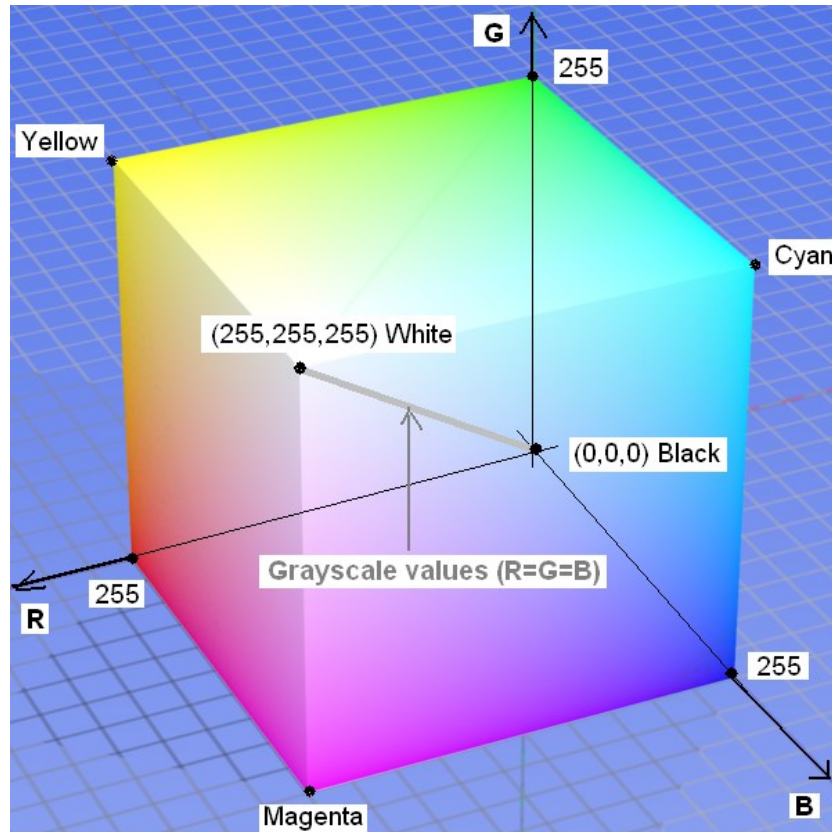 G
255
Yellow
Cyan
(255,255,255) White
(0,0,0) Black
Grayscale values (R=G=B)
255
R
255
B
Magenta